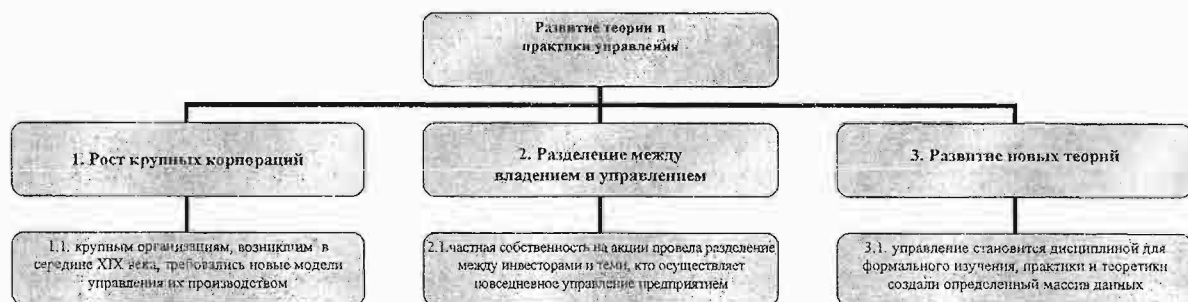 Развитие теории и
практики управления
1. Рост крупных корпораций
2. Разделение между
владением и управлением
3. Развитие новых теорий
1.1. крупным организациям, возникшим в
середине XIX века, требовались новые модели
управления их производством
2.1.частная собственность на акции провела разделение
между инвесторами и теми, кто осуществляет
повседневное управление предприятием
3.1. управление становится дисциплиной для
формального изучения, практики и теоретики
создали определенный массив данных